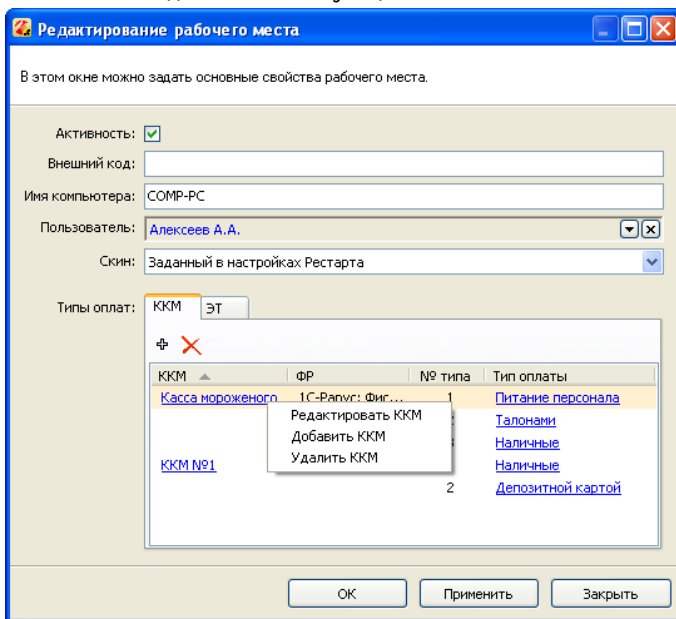 Редактирование рабочего места
В этом окне можно задать основные свойства рабочего места.
Активность:
Внешний код:
Имя компьютера: COMP-PC
Пользователь: Алексеев А.А.
Скин: Заданный в настройках Рестарта
Типы оплат: ККМ ЭТ
ККМ ФР № типа Тип оплаты
Касса мороженого 1С-Рарус: Фис... 1 Питание персонала
Редактировать ККМ Талонами
Добавить ККМ Наличные
Удалить ККМ
ККМ №1 Наличные
2 Депозитной картой
ОК Применить Закрыть